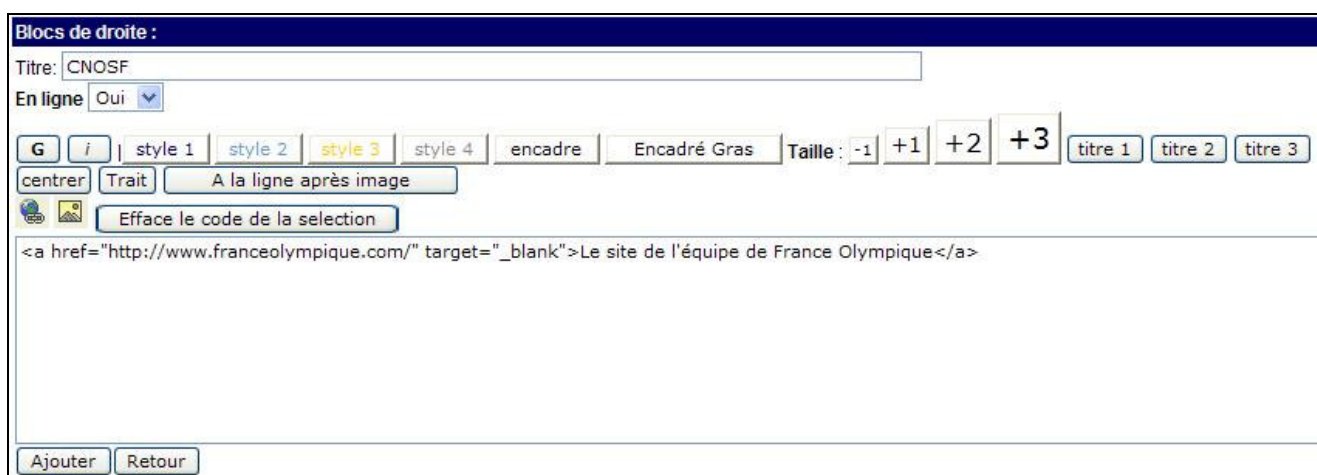 Blocs de droite :
Titre: CNOSF
En ligne Oui
G i | style 1 style 2 style 3 style 4 encadre Encadré Gras Taille : -1 +1 +2 +3 titre 1 titre 2 titre 3
centrer Trait A la ligne après image
Efface le code de la selection
<a href="http://www.franceolympique.com/" target="_blank">Le site de l'équipe de France Olympique</a>
Ajouter Retour